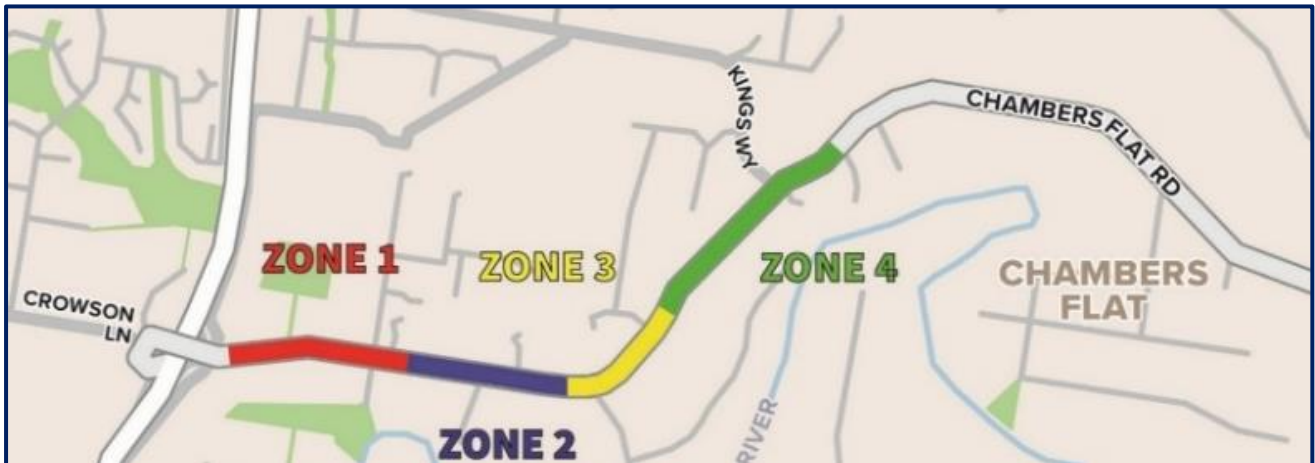 KINGS WY
CHAMBERS FLAT RD
ZONE 1
ZONE 3
ZONE 4
CHAMBERS
FLAT
CROWSON
LN
ZONE 2
RIVER